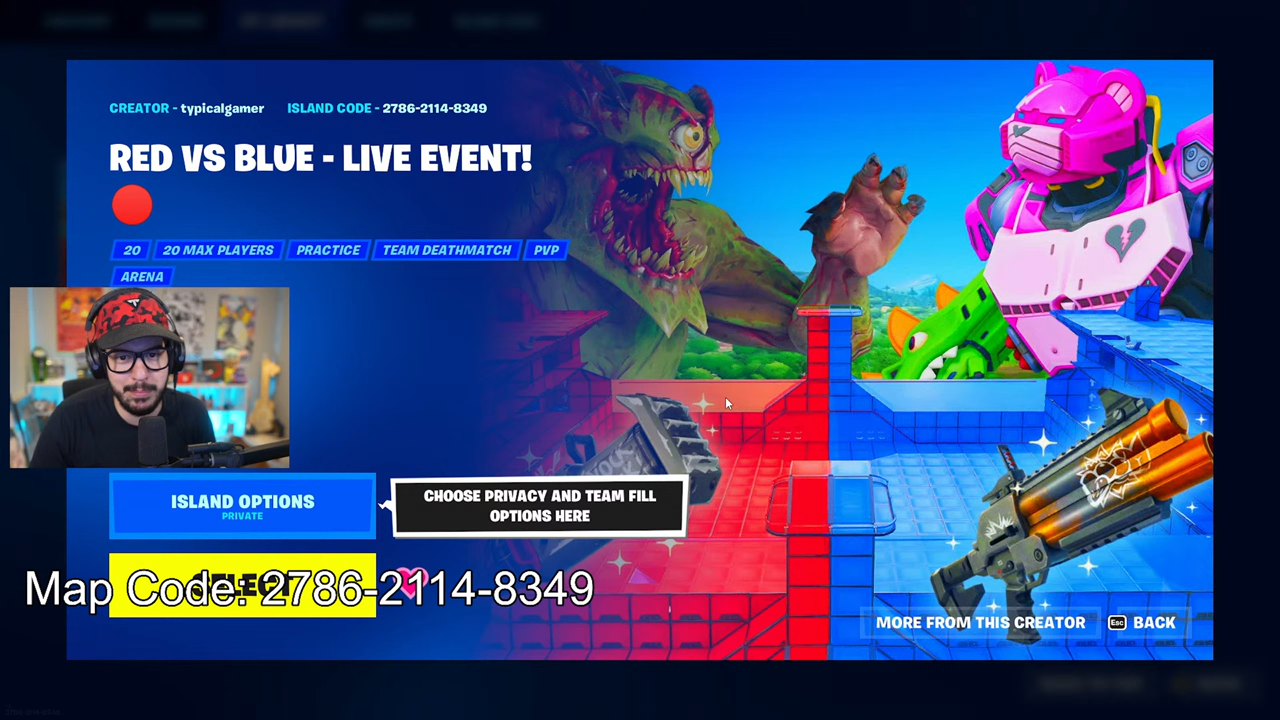 CREATOR - typicalgamer ISLAND CODE - 2786-2114-8349
RED VS BLUE - LIVE EVENT!
20 20 MAX PLAYERS PRACTICE TEAM DEATHMATCH PVP
ARENA
ISLAND OPTIONS
PRIVATE
CHOOSE PRIVACY AND TEAM FILL
OPTIONS HERE
Map Code: 2786-2114-8349
MORE FROM THIS CREATOR Esc BACK